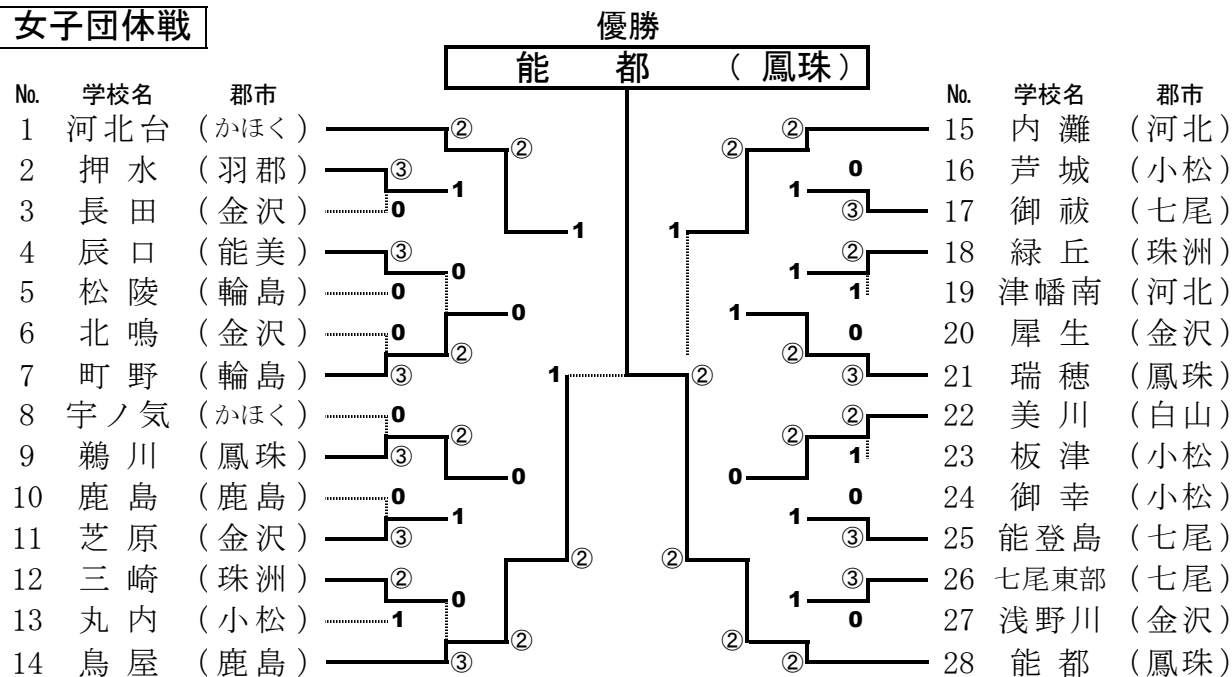 女子団体戦
優勝
能 都 (鳳珠)
№ 学校名 郡市
1 河北台 (かほく) ②
2 押水 (羽郡) ③
3 長田 (金沢) 0
4 辰口 (能美) ③
5 松陵 (輪島) 0
6 北鳴 (金沢) 0
7 町野 (輪島) ③
8 宇ノ気 (かほく) 0
9 鵜川 (鳳珠) ③
10 鹿島 (鹿島) 0
11 芝原 (金沢) ③
12 三崎 (珠洲) ②
13 丸内 (小松) 1
14 鳥屋 (鹿島) ③
②
1
0
②
②
1
0
②
1
0
0
②
1
②
1
1
②
0
②
②
1
1
②
②
1
1
②
№ 学校名 郡市
② 15 内灘 (河北)
0 16 芦城 (小松)
③ 17 御祓 (七尾)
② 18 緑丘 (珠洲)
1 19 津幡南 (河北)
0 20 犀生 (金沢)
③ 21 瑞穂 (鳳珠)
② 22 美川 (白山)
1 23 板津 (小松)
0 24 御幸 (小松)
③ 25 能登島 (七尾)
③ 26 七尾東部 (七尾)
0 27 浅野川 (金沢)
② 28 能都 (鳳珠)